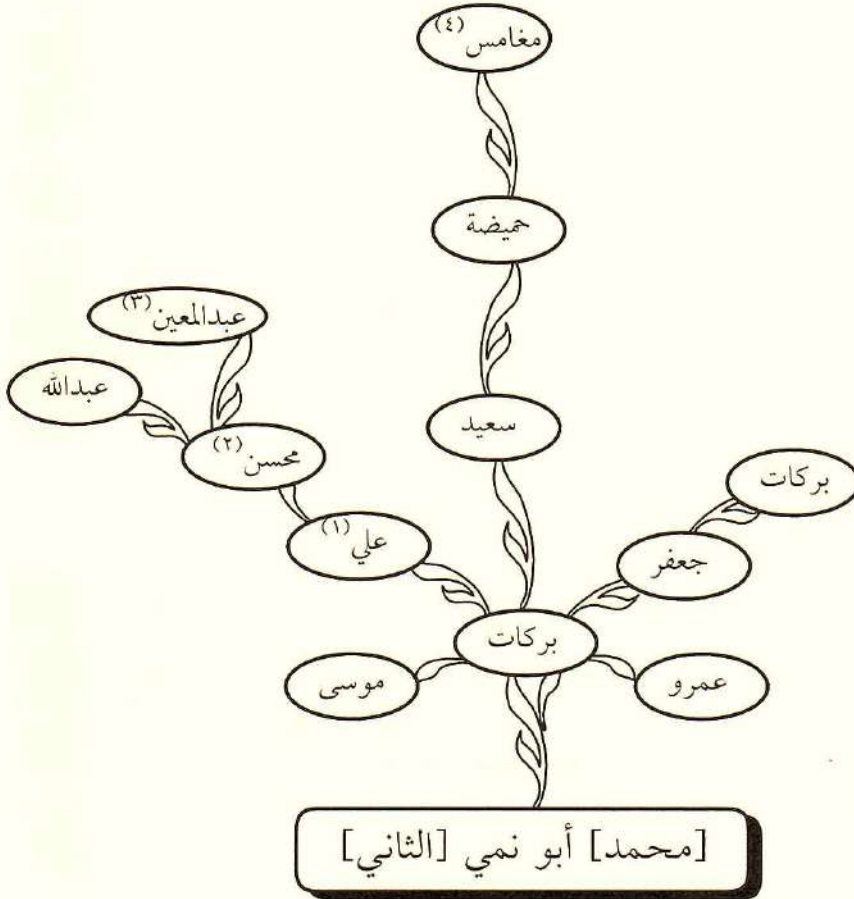 مغامس (٤)
حميضة
عبدالمعين (٣)
عبدالله
سعيد
محسن (٢)
بركات
علي (١)
جعفر
بركات
عمرو
موسى
[محمد] أبو نمي [الثاني]